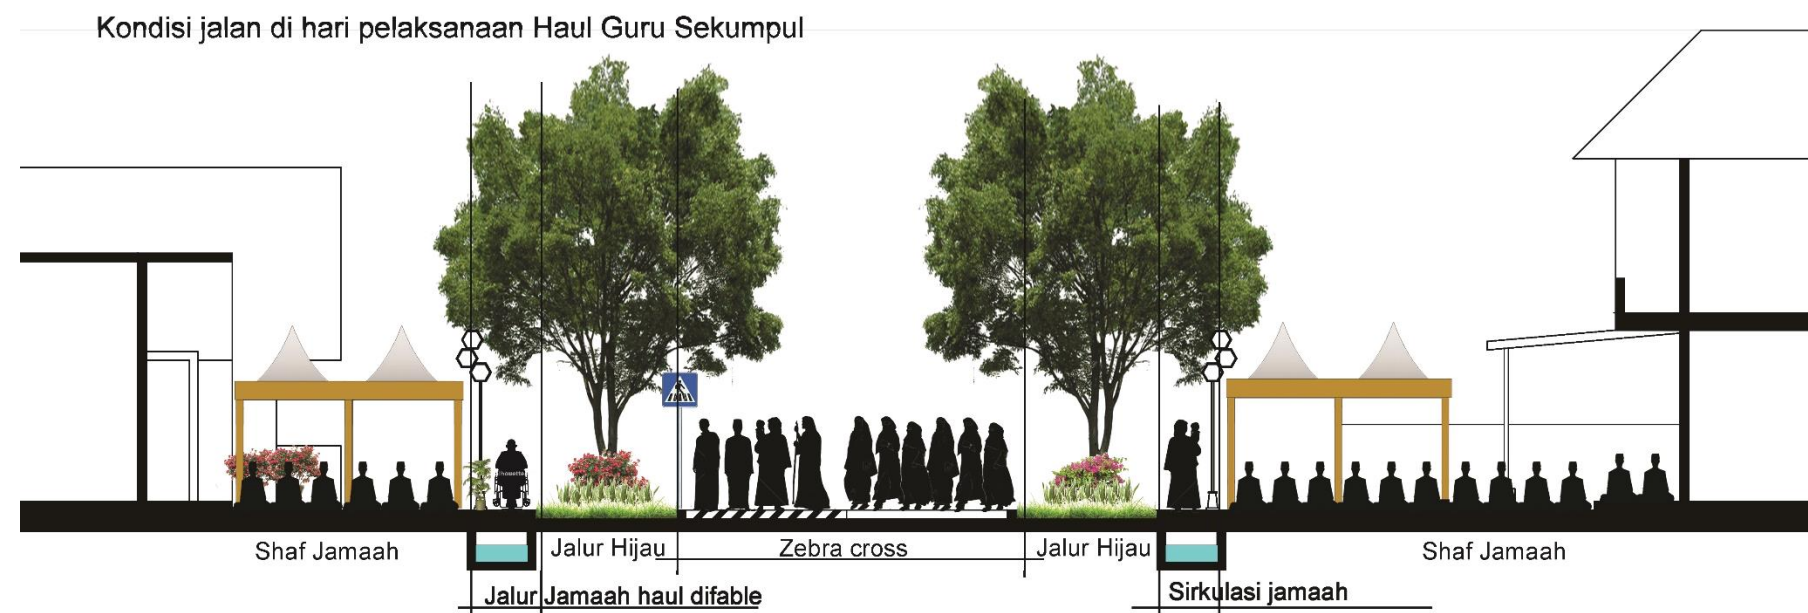 Kondisi jalan di hari pelaksanaan Haul Guru Sekumpul
Shaf Jamaah
Jalur Hijau
Zebra cross
Jalur Hijau
Shaf Jamaah
Jalur Jamaah haul difable
Sirkulasi jamaah